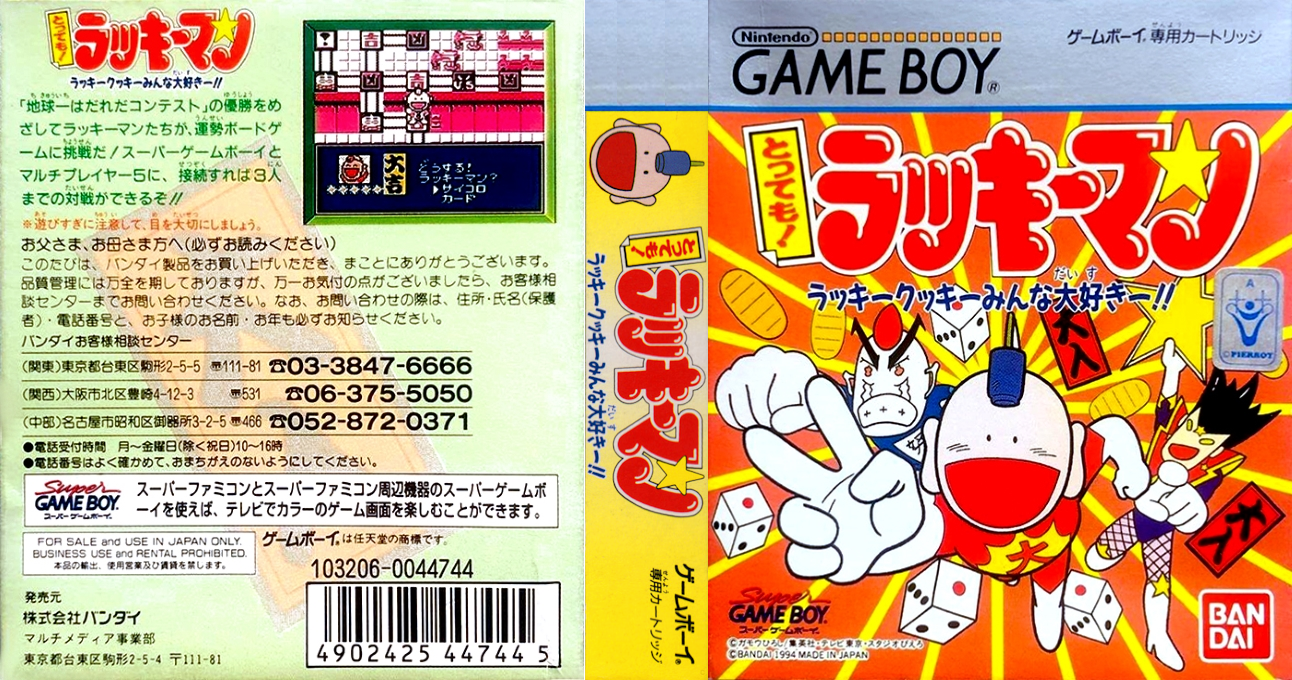 とっても!
ラッキーマン
ラッキークッキーみんな大好きー!!
「地球一はだれだコンテスト」の優勝をめ
ざしてラッキーマンたちが、運勢ボードゲ
ームに挑戦だ!スーパーゲームボーイと
マルチプレイヤー5に、接続すれば3人
までの対戦ができるぞ!!
※遊びすぎに注意して、目を大切にしましょう。
お父さま、お母さま方へ(必ずお読みください)
このたびは、バンダイ製品をお買い上げいただき、まことにありがとうございます。
品質管理には万全を期しておりますが、万一お気付の点がございましたら、お客様相
談センターまでお問い合わせください。なお、お問い合わせの際は、住所・氏名(保護
者)・電話番号と、お子様のお名前・お年も必ずお知らせください。
バンダイお客様相談センター
(関東)東京都台東区駒形2-5-5 〠111-81 ☎03-3847-6666
(関西)大阪市北区豊崎4-12-3 〠531 ☎06-375-5050
(中部)名古屋市昭和区御器所3-2-5 〠466 ☎052-872-0371
●電話受付時間 月〜金曜日(除く祝日)10〜16時
●電話番号はよく確かめて、おまちがえのないようにしてください。
Super
GAME BOY.
スーパーゲームボーイ.
スーパーファミコンとスーパーファミコン周辺機器のスーパーゲームボ
ーイを使えば、テレビでカラーのゲーム画面を楽しむことができます。
FOR SALE and USE IN JAPAN ONLY.
BUSINESS USE and RENTAL PROHIBITED.
本品の輸出、使用営業及び賃貸を禁じます。
ゲームボーイ.は任天堂の商標です。
103206-0044744
発売元
株式会社バンダイ
マルチメディア事業部
東京都台東区駒形2-5-4 〒111-81
4902425 447445
吉
凶
大吉
どうする!
ラッキーマン?
▶サイコロ
カード
とっても!
ラッキーマン
ラッキークッキーみんな大好きー!!
ゲームボーイ®
専用カートリッジ
Nintendo
GAME BOY®
ゲームボーイ.専用カートリッジ
とっても!
ラッキーマン
ラッキークッキーみんな大好きー!!
大入
大
大入
A
©PIERROT
Super
GAME BOY.
スーパーゲームボーイ.
©ガモウひろし/集英社・テレビ東京・スタジオぴえろ
©BANDAI 1994 MADE IN JAPAN
BAN
DAI